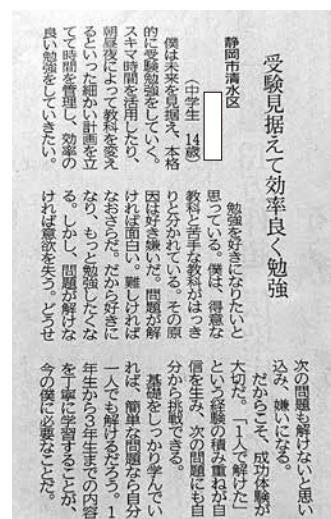 受験見据えて効率良く勉強
静岡市清水区
（中学生　14歳）
僕は未来を見据え、本格
的に受験勉強をしていく。
スキマ時間を活用したり、
朝昼夜によって教科を変え
るといった細かい計画を立
てて時間を管理し、効率の
良い勉強をしていきたい。
勉強を好きになりたいと
思っている。僕は、得意な
教科と苦手な教科がはっき
りと分かれている。その原
因は好き嫌いだ。問題が解
ければ面白い。難しければ
なおさらだ。だから好きに
なり、もっと勉強したくな
る。しかし、問題が解けな
ければ意欲を失う。どうせ
次の問題も解けないと思い
込み、嫌いになる。
だからこそ、成功体験が
大切だ。「１人で解けた」
という経験の積み重ねが自
信を生み、次の問題にも自
分から挑戦できる。
基礎をしっかり学んでい
れば、簡単な問題なら自分
一人でも解けるだろう。１
年生から３年生までの内容
を丁寧に学習することが、
今の僕に必要なことだ。